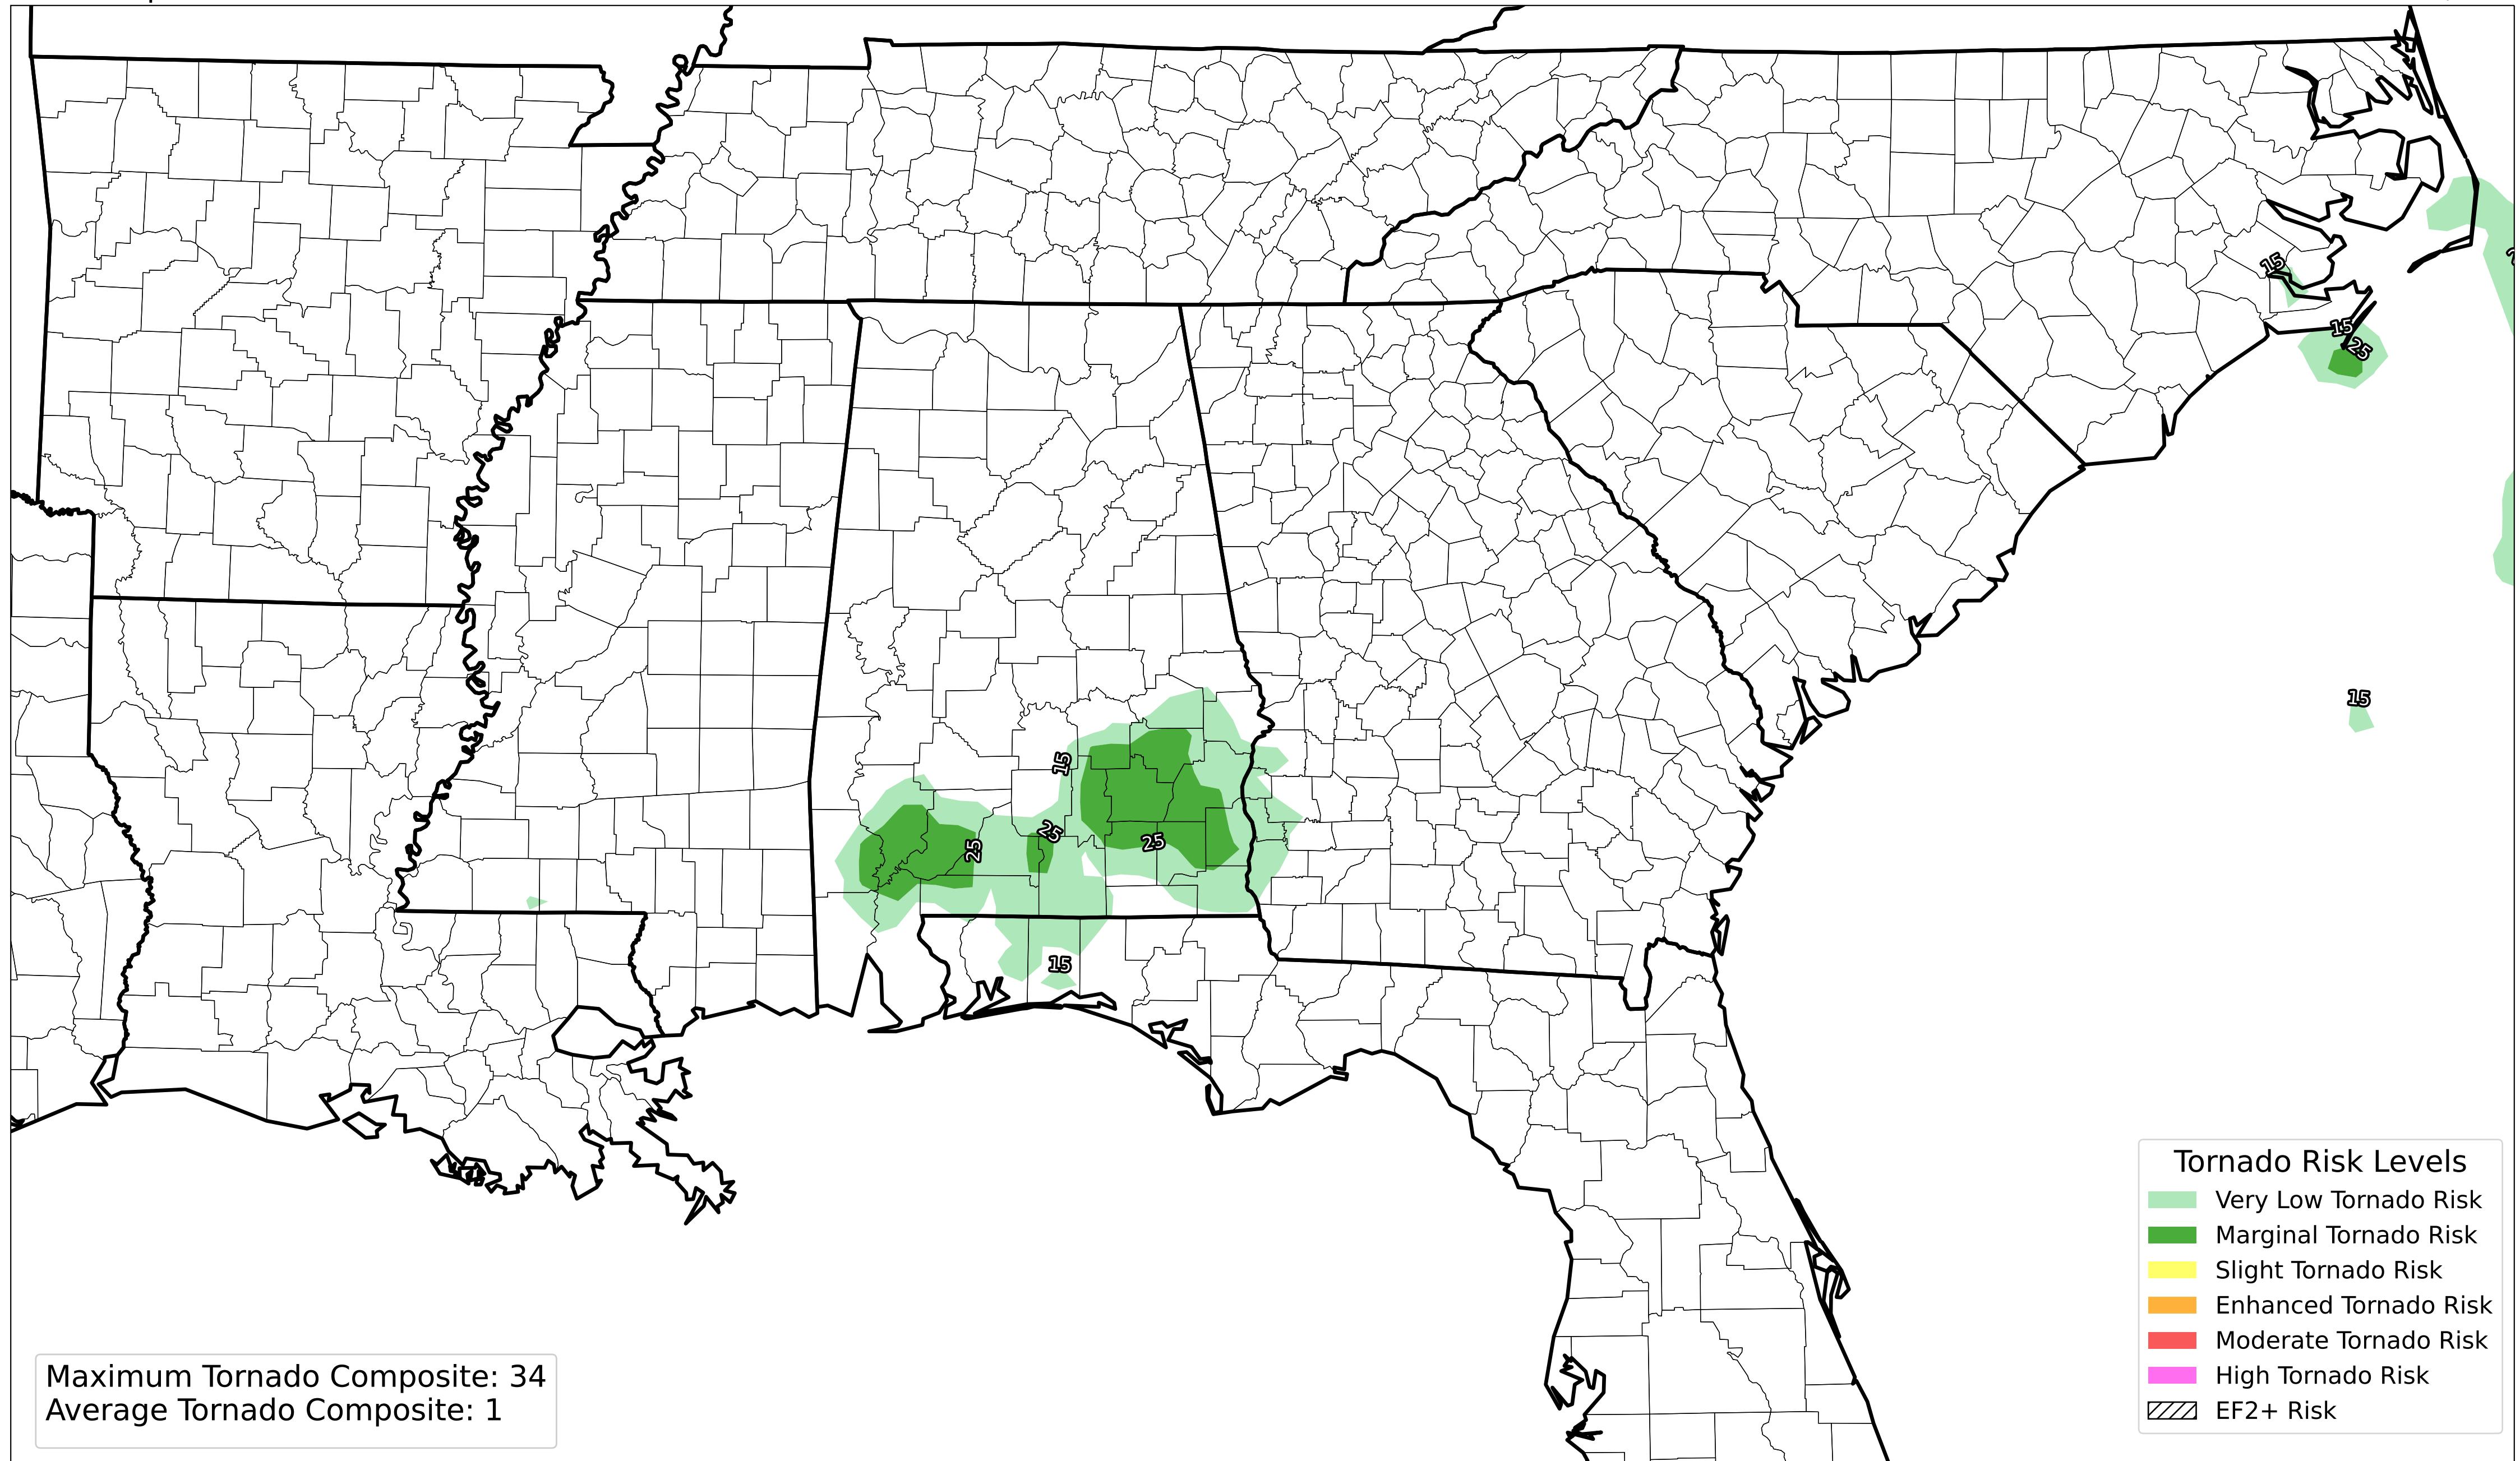 15
15
25
15
15
25
25
25
15
Tornado Risk Levels
Very Low Tornado Risk
Marginal Tornado Risk
Slight Tornado Risk
Enhanced Tornado Risk
Moderate Tornado Risk
High Tornado Risk
EF2+ Risk
Maximum Tornado Composite: 34
Average Tornado Composite: 1